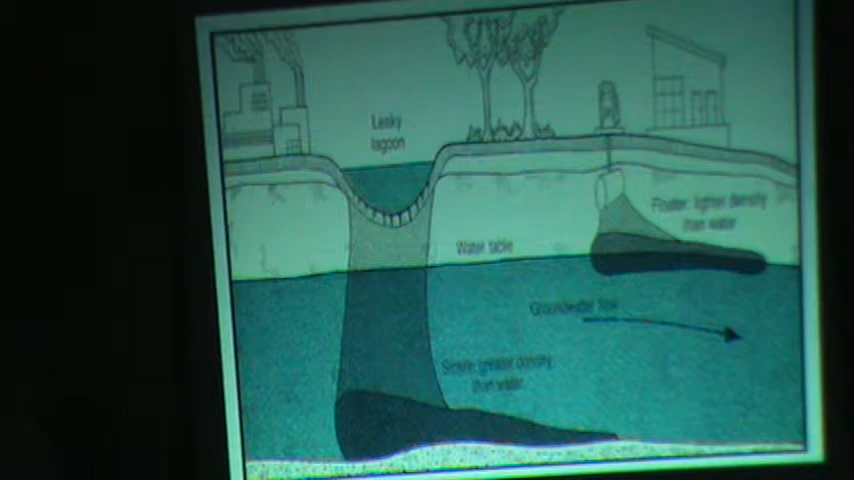 Leaky
lagoon
Floater: lighter density
than water
Water table
Groundwater flow
Sinker: greater density
than water